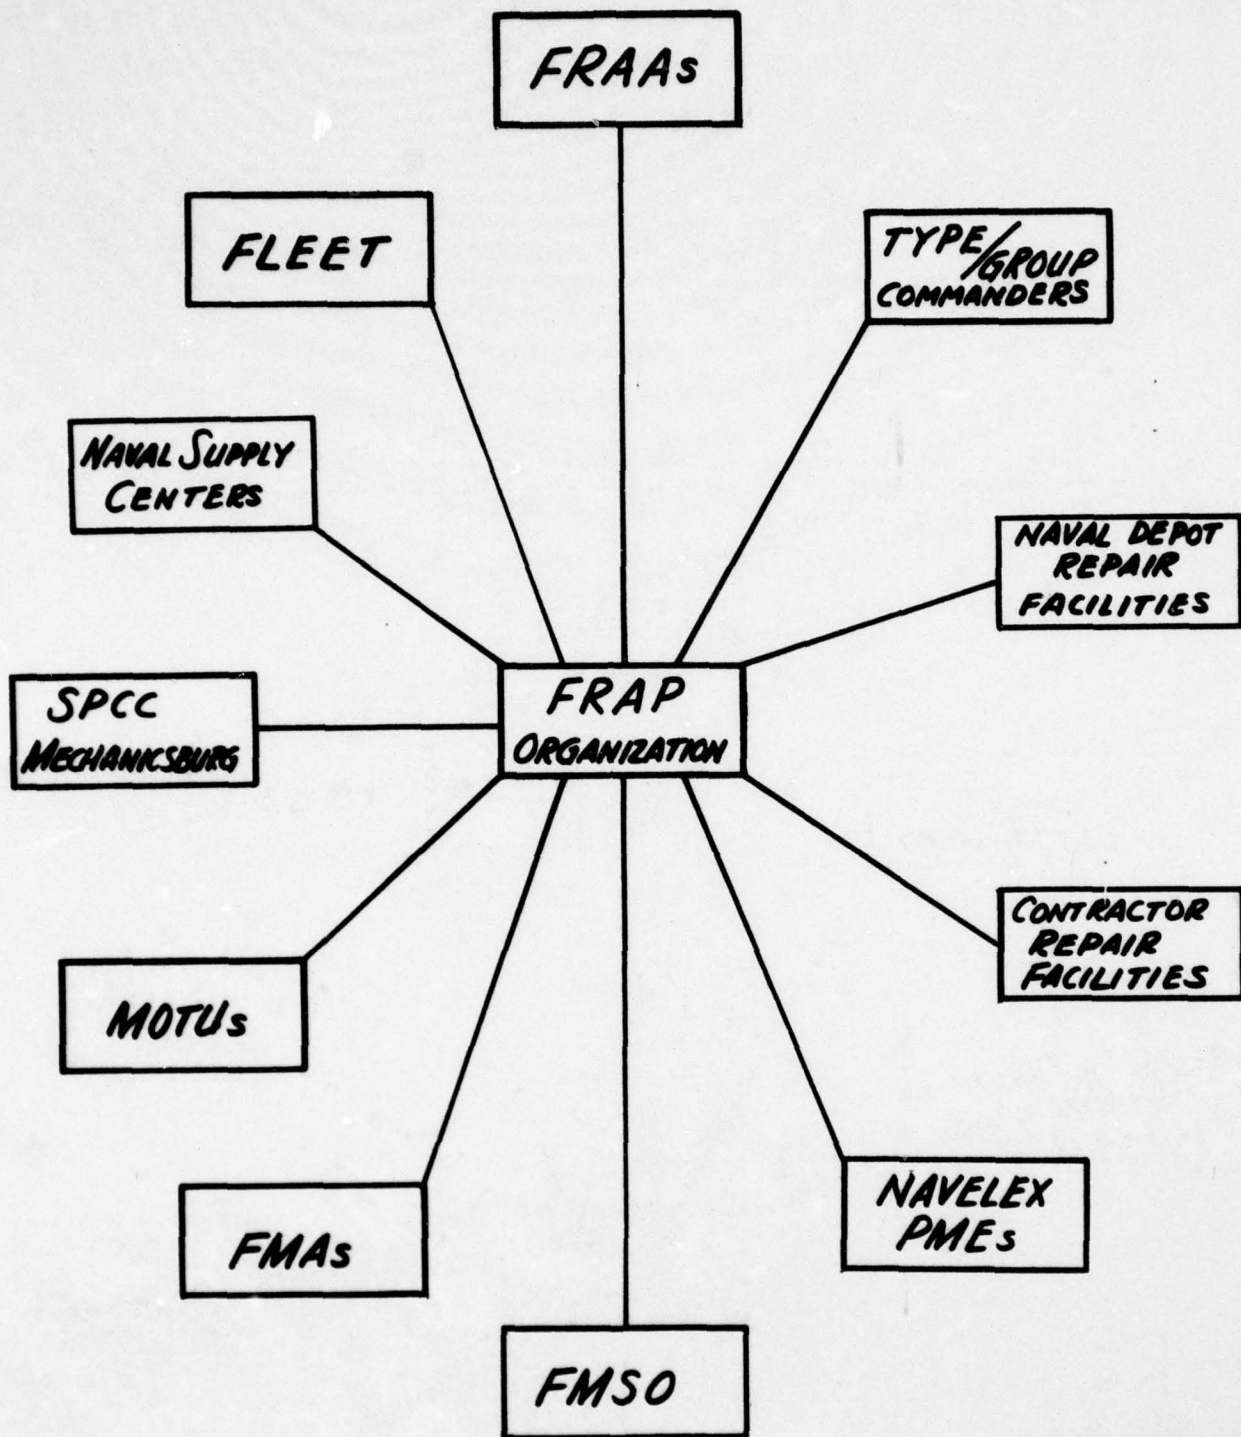 FRAAs
FLEET
TYPE/GROUP
COMMANDERS
NAVAL SUPPLY
CENTERS
NAVAL DEPOT
REPAIR
FACILITIES
SPCC
MECHANICSBURG
FRAP
ORGANIZATION
CONTRACTOR
REPAIR
FACILITIES
MOTUs
FMAs
NAVELEX
PMEs
FMSO